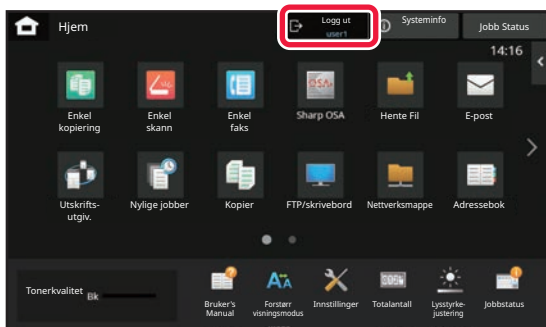 Hjem
Logg ut
user1
Systeminfo
Jobb Status
14:16
Enkel
kopiering
Enkel
skann
Enkel
faks
Sharp OSA
Hente Fil
E-post
Utskrifts-
utgiv.
Nylige jobber
Kopier
FTP/skrivebord
Nettverksmappe
Adressebok
Tonerkvalitet
Bk
Bruker's
Manual
Forstørr
visningsmodus
Innstillinger
Totalantall
Lysstyrke-
justering
Jobbstatus